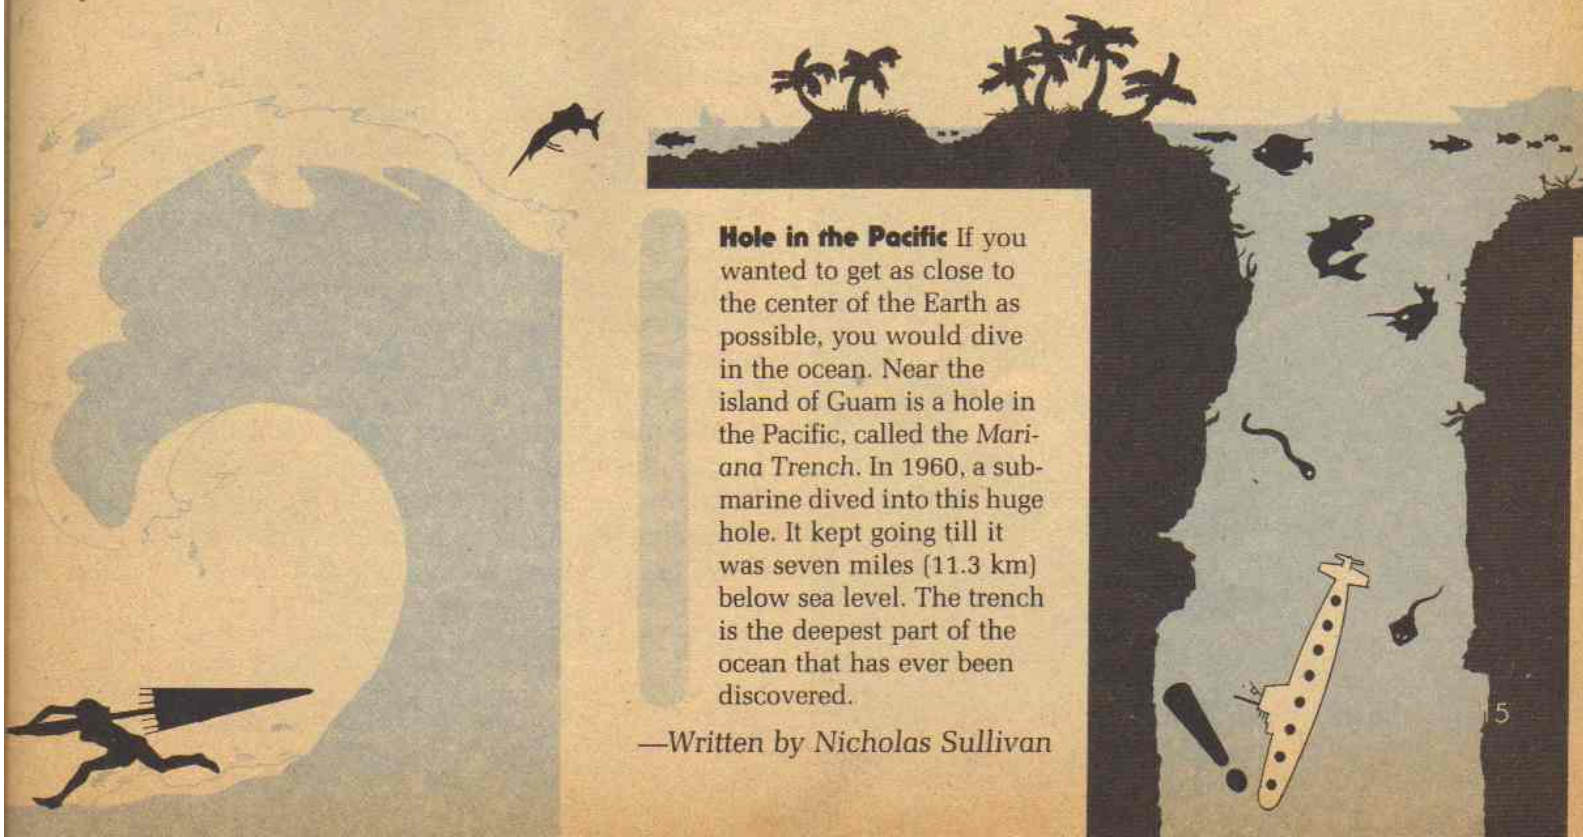 Hole in the Pacific If you
wanted to get as close to
the center of the Earth as
possible, you would dive
in the ocean. Near the
island of Guam is a hole in
the Pacific, called the Mari-
ana Trench. In 1960, a sub-
marine dived into this huge
hole. It kept going till it
was seven miles (11.3 km)
below sea level. The trench
is the deepest part of the
ocean that has ever been
discovered.
—Written by Nicholas Sullivan
15